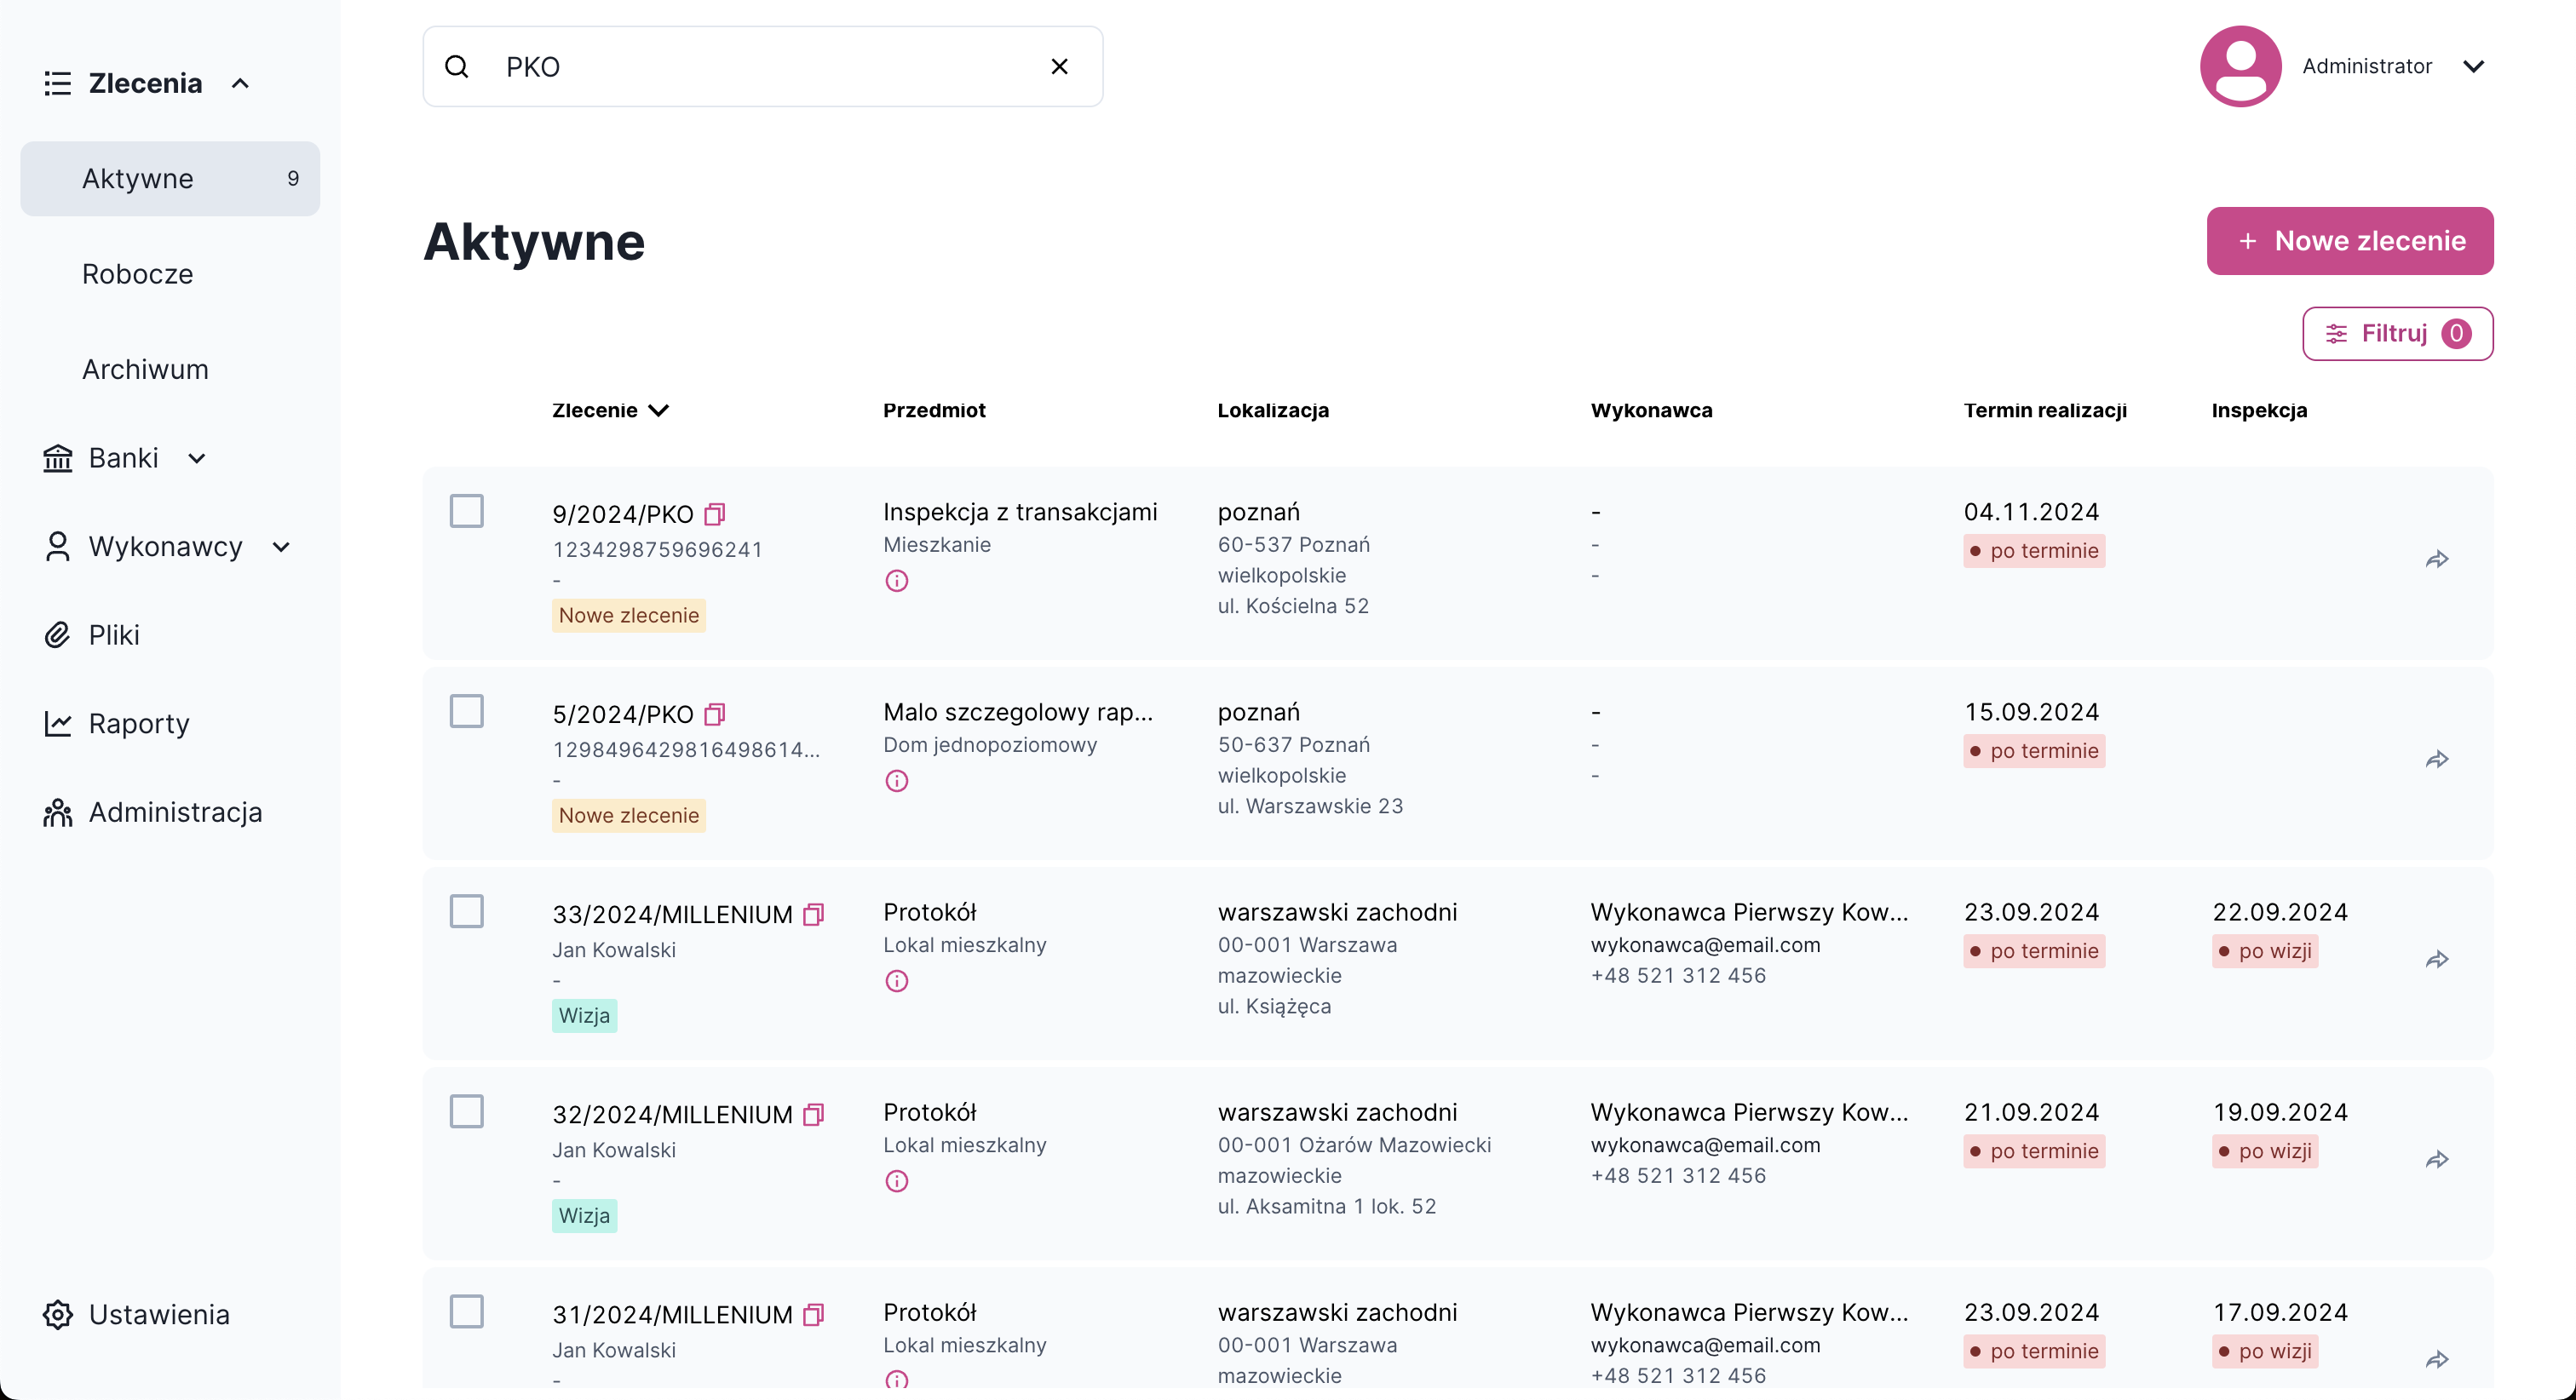 Zlecenia
Aktywne 9
Robocze
Archiwum
Banki
Wykonawcy
Pliki
Raporty
Administracja
Ustawienia
PKO
Administrator
Aktywne
+ Nowe zlecenie
Filtruj 0
Zlecenie Przedmiot Lokalizacja Wykonawca Termin realizacji Inspekcja
9/2024/PKO Inspekcja z transakcjami poznań - 04.11.2024
1234298759696241 Mieszkanie 60-537 Poznań - po terminie
- wielkopolskie -
Nowe zlecenie ul. Kościelna 52
5/2024/PKO Malo szczegolowy rap... poznań - 15.09.2024
1298496429816498614... Dom jednopoziomowy 50-637 Poznań - po terminie
- wielkopolskie -
Nowe zlecenie ul. Warszawskie 23
33/2024/MILLENIUM Protokół warszawski zachodni Wykonawca Pierwszy Kow... 23.09.2024 22.09.2024
Jan Kowalski Lokal mieszkalny 00-001 Warszawa wykonawca@email.com po terminie po wizji
- mazowieckie +48 521 312 456
Wizja ul. Książęca
32/2024/MILLENIUM Protokół warszawski zachodni Wykonawca Pierwszy Kow... 21.09.2024 19.09.2024
Jan Kowalski Lokal mieszkalny 00-001 Ożarów Mazowiecki wykonawca@email.com po terminie po wizji
- mazowieckie +48 521 312 456
Wizja ul. Aksamitna 1 lok. 52
31/2024/MILLENIUM Protokół warszawski zachodni Wykonawca Pierwszy Kow... 23.09.2024 17.09.2024
Jan Kowalski Lokal mieszkalny 00-001 Warszawa wykonawca@email.com po terminie po wizji
- mazowieckie +48 521 312 456